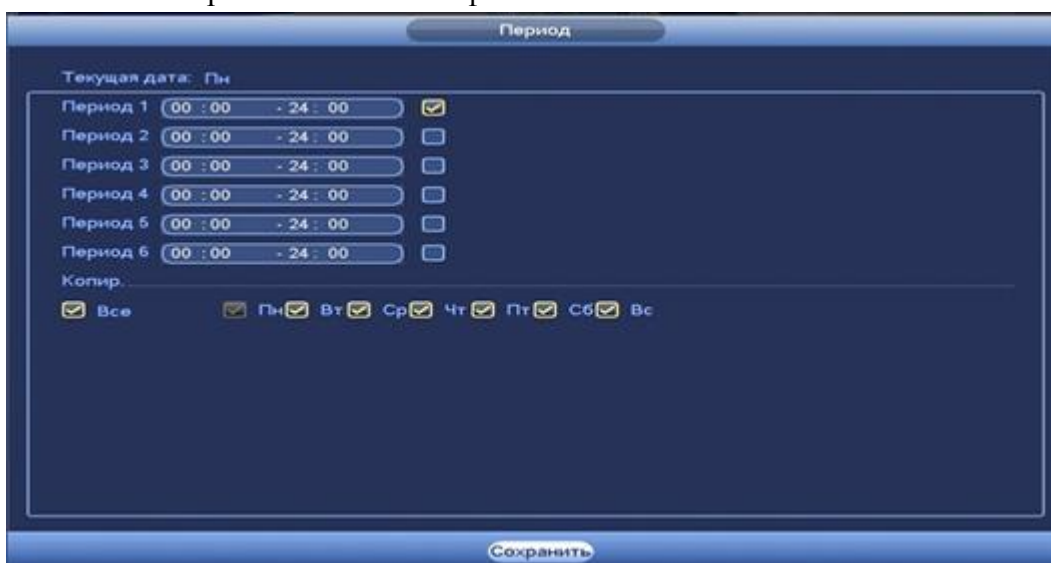 Период
Текущая дата: Пн
Период 1 00 : 00 - 24 : 00
Период 2 00 : 00 - 24 : 00
Период 3 00 : 00 - 24 : 00
Период 4 00 : 00 - 24 : 00
Период 5 00 : 00 - 24 : 00
Период 6 00 : 00 - 24 : 00
Копир.
Все Пн Вт Ср Чт Пт Сб Вс
Сохранить